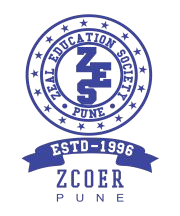 ZEAL EDUCATION SOCIETY
ZES
PUNE
ESTD-1996
ZCOER
PUNE